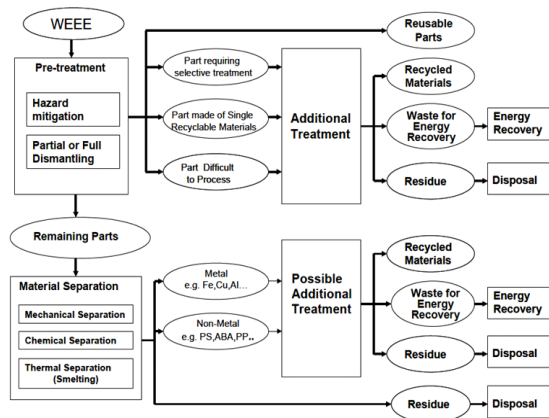 WEEE
Pre-treatment
Hazard
mitigation
Partial or Full
Dismantling
Reusable
Parts
Part requiring
selective treatment
Part made of Single
Recyclable Materials
Part Difficult
to Process
Additional
Treatment
Recycled
Materials
Waste for
Energy
Recovery
Energy
Recovery
Residue
Disposal
Remaining Parts
Material Separation
Mechanical Separation
Chemical Separation
Thermal Separation
(Smelting)
Metal
e.g. Fe,Cu,Al...
Non-Metal
e.g. PS,ABA,PP..
Possible
Additional
Treatment
Recycled
Materials
Waste for
Energy
Recovery
Energy
Recovery
Residue
Disposal
Residue
Disposal